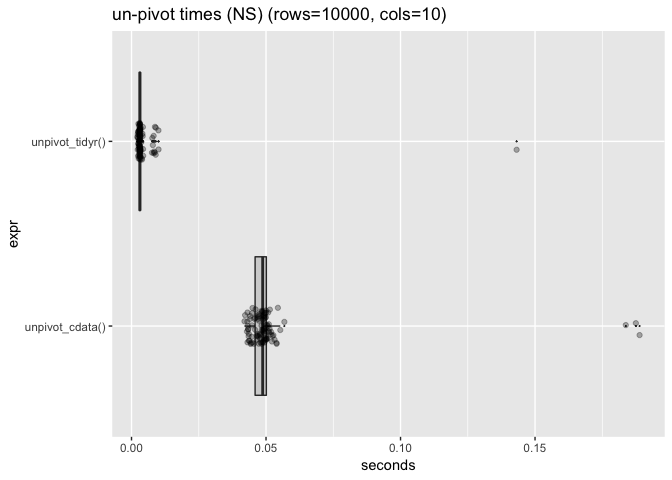 un-pivot times (NS) (rows=10000, cols=10)
expr
unpivot_tidyr()
unpivot_cdata()
0.00 0.05 0.10 0.15
seconds